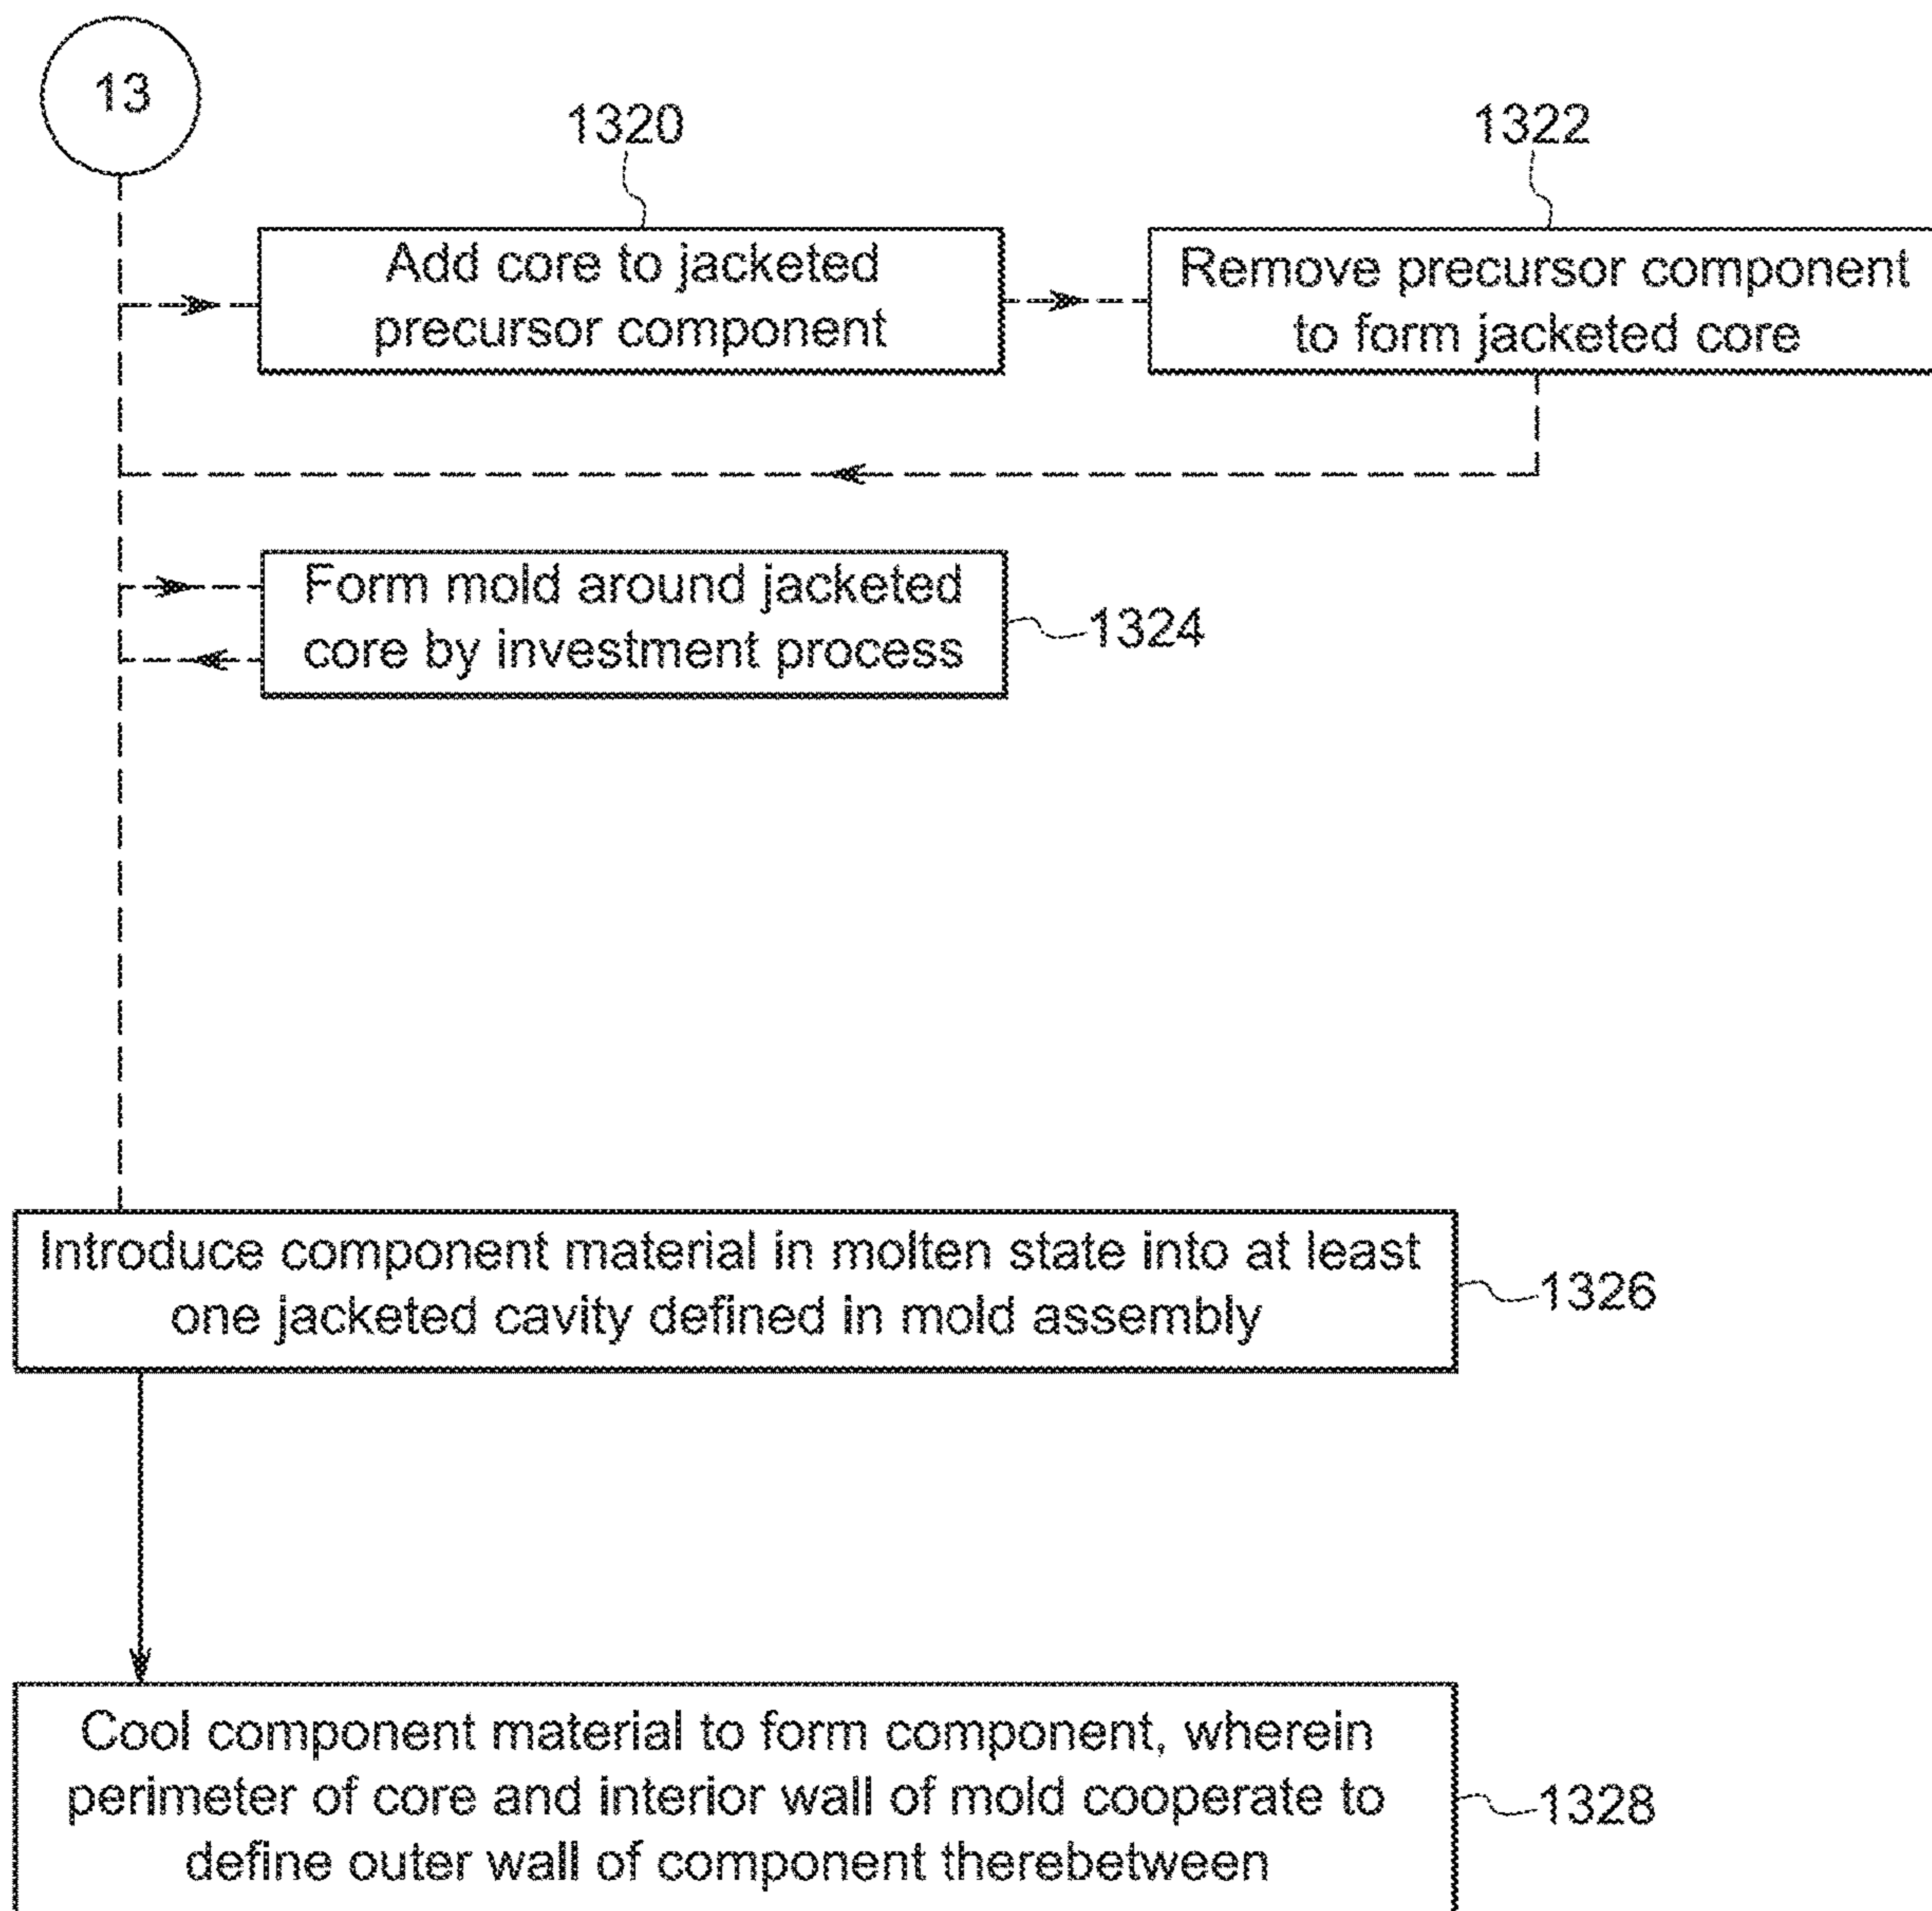 13
1320
1322
Add core to jacketed
precursor component
Remove precursor component
to form jacketed core
Form mold around jacketed
core by investment process
1324
Introduce component material in molten state into at least
one jacketed cavity defined in mold assembly
1326
Cool component material to form component, wherein
perimeter of core and interior wall of mold cooperate to
define outer wall of component therebetween
1328